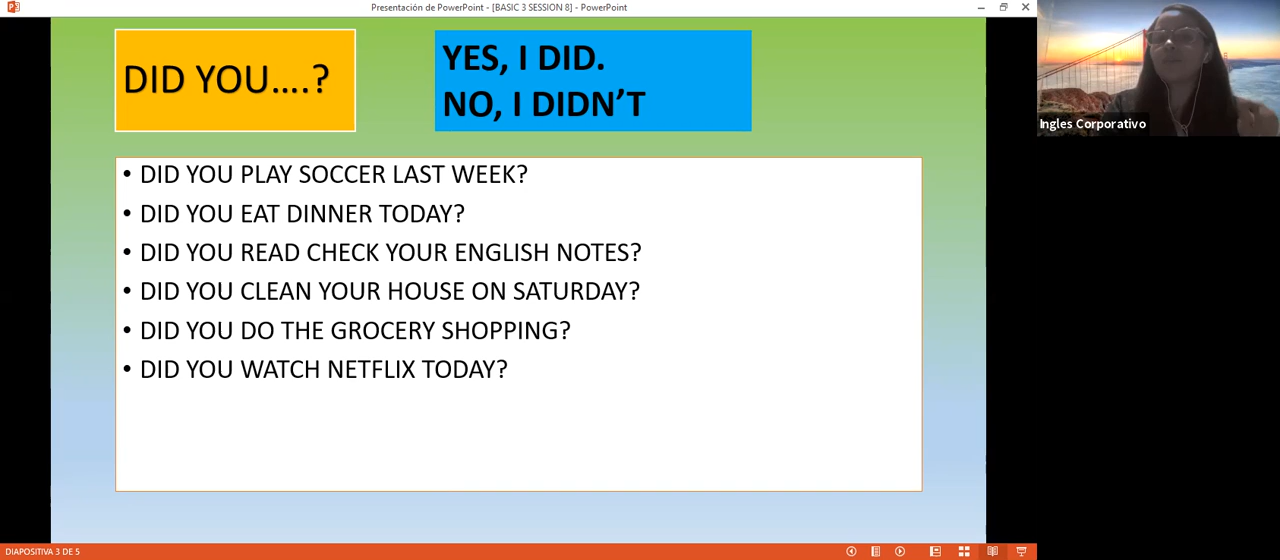 Presentación de PowerPoint - [BASIC 3 SESSION 8] - PowerPoint
DID YOU....?
YES, I DID.
NO, I DIDN'T
• DID YOU PLAY SOCCER LAST WEEK?
• DID YOU EAT DINNER TODAY?
• DID YOU READ CHECK YOUR ENGLISH NOTES?
• DID YOU CLEAN YOUR HOUSE ON SATURDAY?
• DID YOU DO THE GROCERY SHOPPING?
• DID YOU WATCH NETFLIX TODAY?
Ingles Corporativo
DIAPOSITIVA 3 DE 5